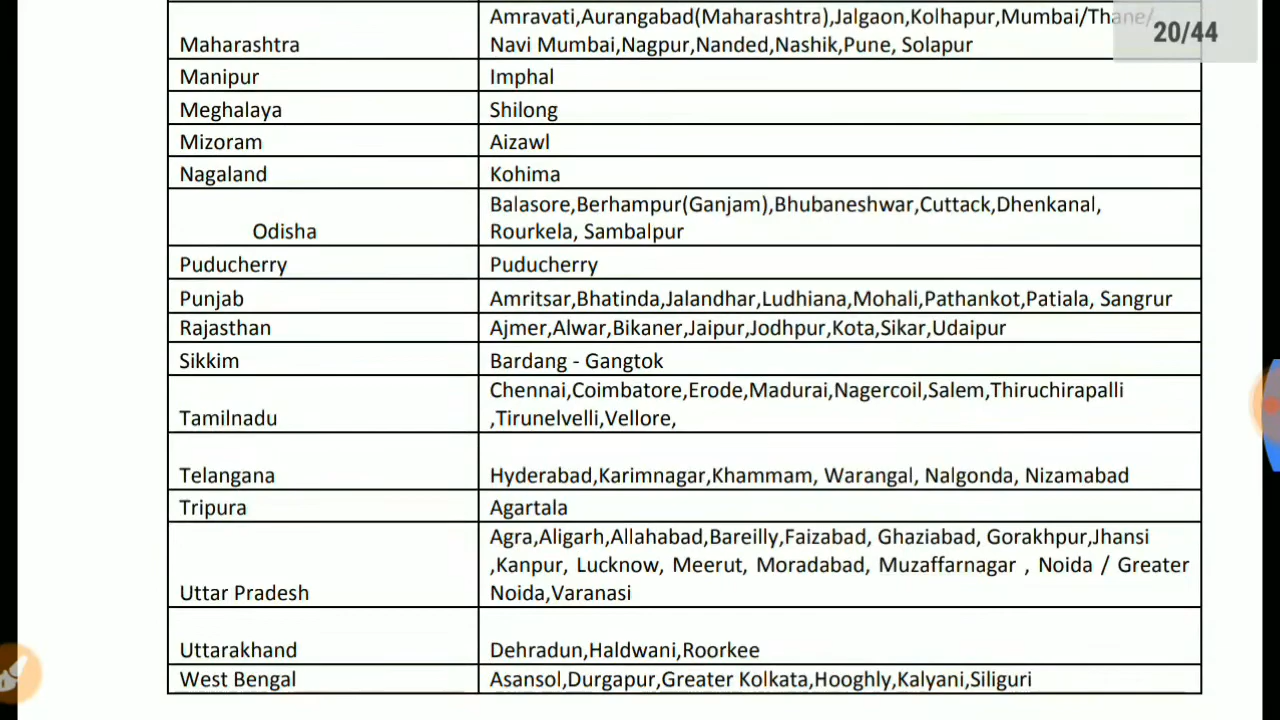 Amravati,Aurangabad(Maharashtra),Jalgaon,Kolhapur,Mumbai/Thane/
20/44
Maharashtra
Navi Mumbai,Nagpur,Nanded,Nashik,Pune, Solapur
Manipur
Imphal
Meghalaya
Shilong
Mizoram
Aizawl
Nagaland
Kohima
Balasore,Berhampur(Ganjam),Bhubaneshwar,Cuttack,Dhenkanal,
Odisha
Rourkela, Sambalpur
Puducherry
Puducherry
Punjab
Amritsar,Bhatinda,Jalandhar,Ludhiana,Mohali,Pathankot,Patiala, Sangrur
Rajasthan
Ajmer,Alwar,Bikaner,Jaipur,Jodhpur,Kota,Sikar,Udaipur
Sikkim
Bardang - Gangtok
Chennai,Coimbatore,Erode,Madurai,Nagercoil,Salem,Thiruchirapalli
Tamilnadu
,Tirunelvelli,Vellore,
Telangana
Hyderabad,Karimnagar,Khammam, Warangal, Nalgonda, Nizamabad
Tripura
Agartala
Agra,Aligarh,Allahabad,Bareilly,Faizabad, Ghaziabad, Gorakhpur,Jhansi
,Kanpur, Lucknow, Meerut, Moradabad, Muzaffarnagar , Noida / Greater
Uttar Pradesh
Noida,Varanasi
Uttarakhand
Dehradun,Haldwani,Roorkee
West Bengal
Asansol,Durgapur,Greater Kolkata,Hooghly,Kalyani,Siliguri